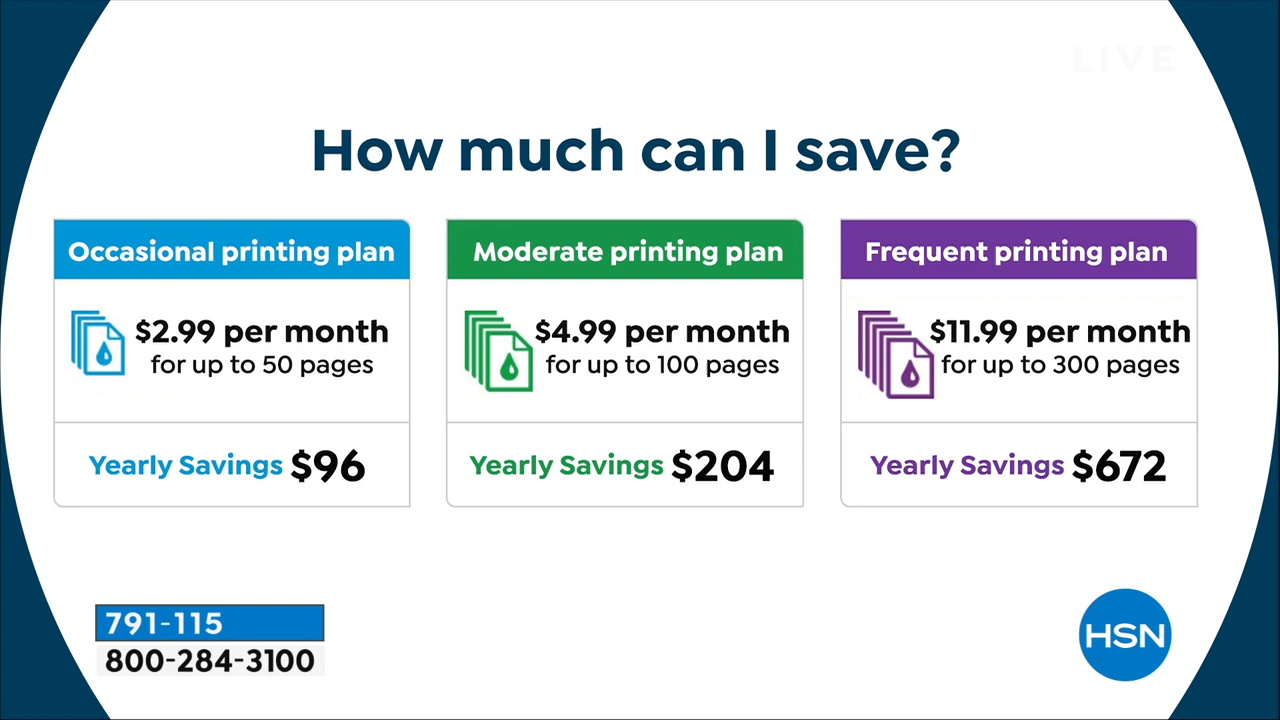 LIVE
How much can I save?
Occasional printing plan
$2.99 per month
for up to 50 pages
Yearly Savings $96
Moderate printing plan
$4.99 per month
for up to 100 pages
Yearly Savings $204
Frequent printing plan
$11.99 per month
for up to 300 pages
Yearly Savings $672
791-115
800-284-3100
HSN